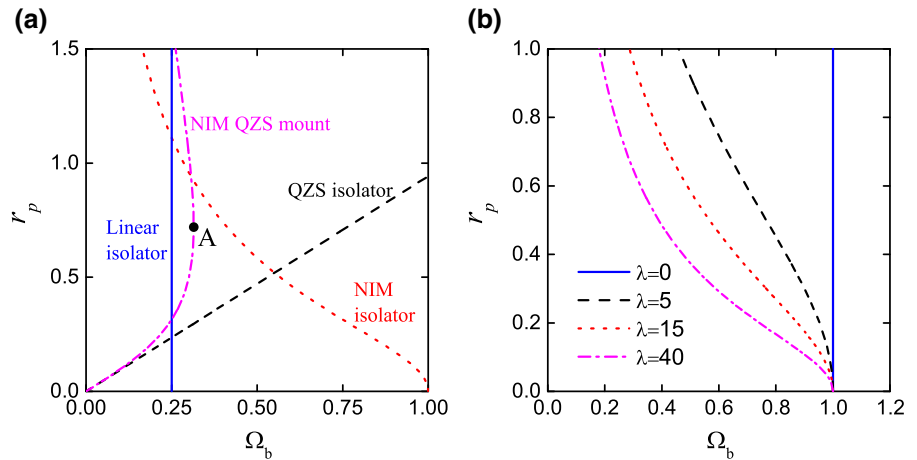 (a)
1.5
1.0
0.5
0.0
r_p
NIM QZS mount
QZS isolator
Linear
isolator
A
NIM
isolator
0.00
0.25
0.50
0.75
1.00
Ω_b
(b)
1.0
0.8
0.6
0.4
0.2
0.0
r_p
λ=0
λ=5
λ=15
λ=40
0.0
0.2
0.4
0.6
0.8
1.0
1.2
Ω_b